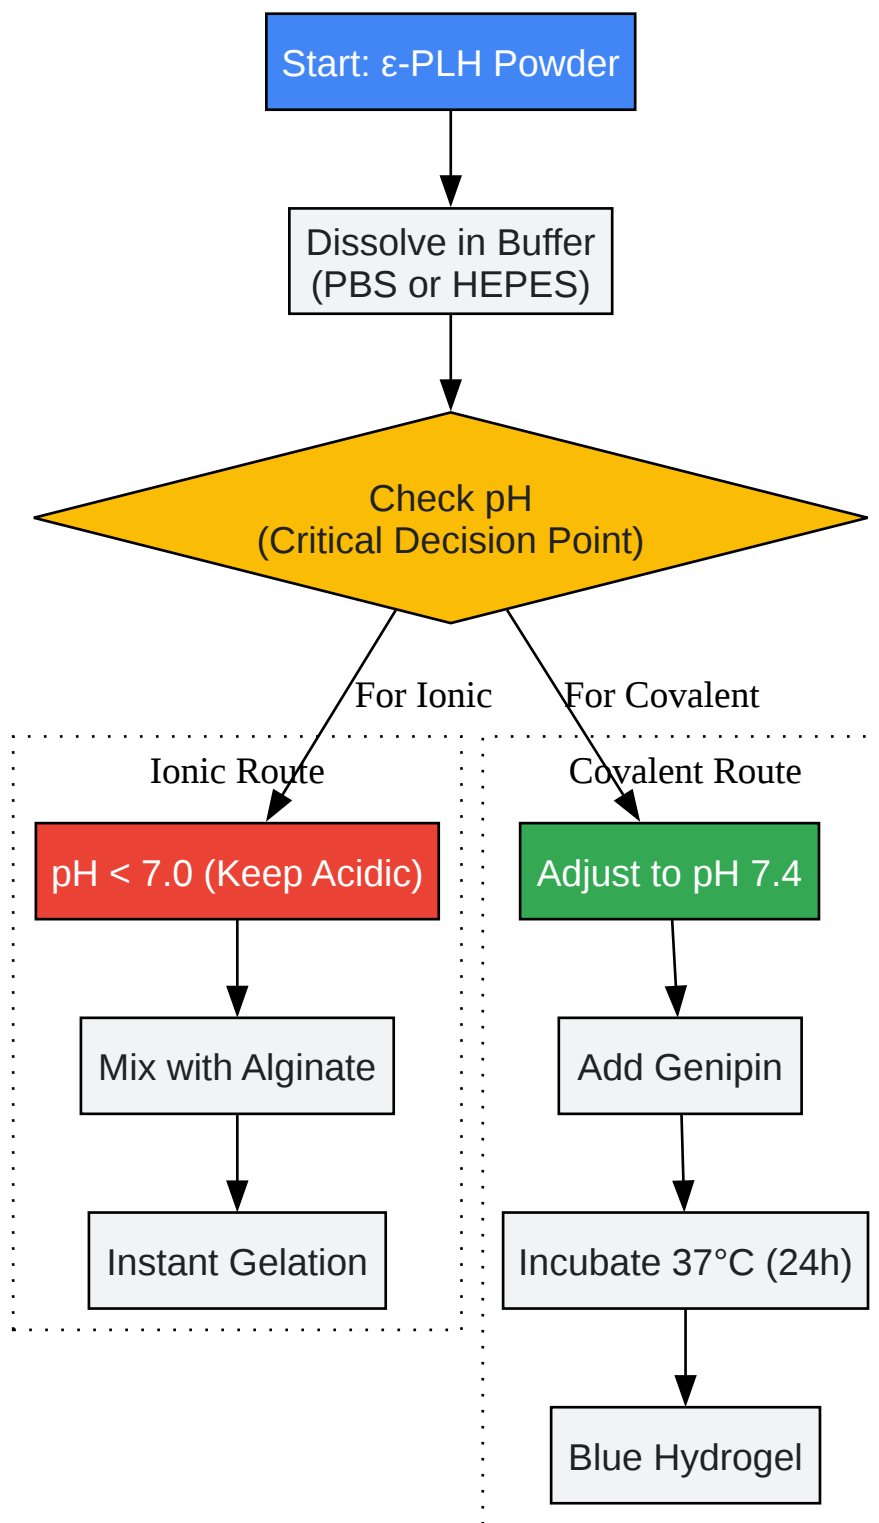 Start: ε-PLH Powder
Dissolve in Buffer
(PBS or HEPES)
Check pH
(Critical Decision Point)
For Ionic
For Covalent
Ionic Route
pH < 7.0 (Keep Acidic)
Mix with Alginate
Instant Gelation
Covalent Route
Adjust to pH 7.4
Add Genipin
Incubate 37°C (24h)
Blue Hydrogel